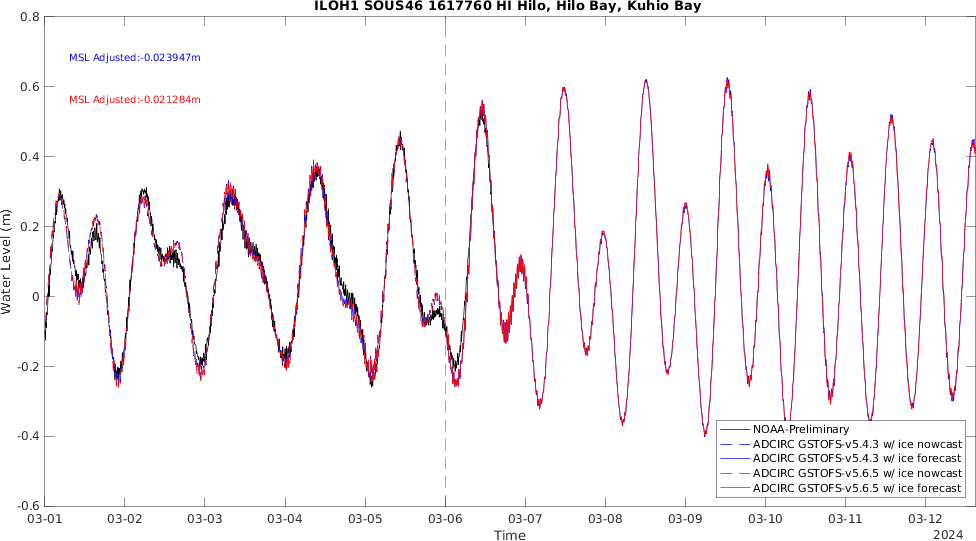 ILOH1 SOUS46 1617760 HI Hilo, Hilo Bay, Kuhio Bay
0.8
0.6
0.4
0.2
0
-0.2
-0.4
-0.6
Water Level (m)
MSL Adjusted:-0.023947m
MSL Adjusted:-0.021284m
NOAA-Preliminary
ADCIRC GSTOFS-v5.4.3 w/ ice nowcast
ADCIRC GSTOFS-v5.4.3 w/ ice forecast
ADCIRC GSTOFS-v5.6.5 w/ ice nowcast
ADCIRC GSTOFS-v5.6.5 w/ ice forecast
03-01 03-02 03-03 03-04 03-05 03-06 03-07 03-08 03-09 03-10 03-11 03-12
Time
2024